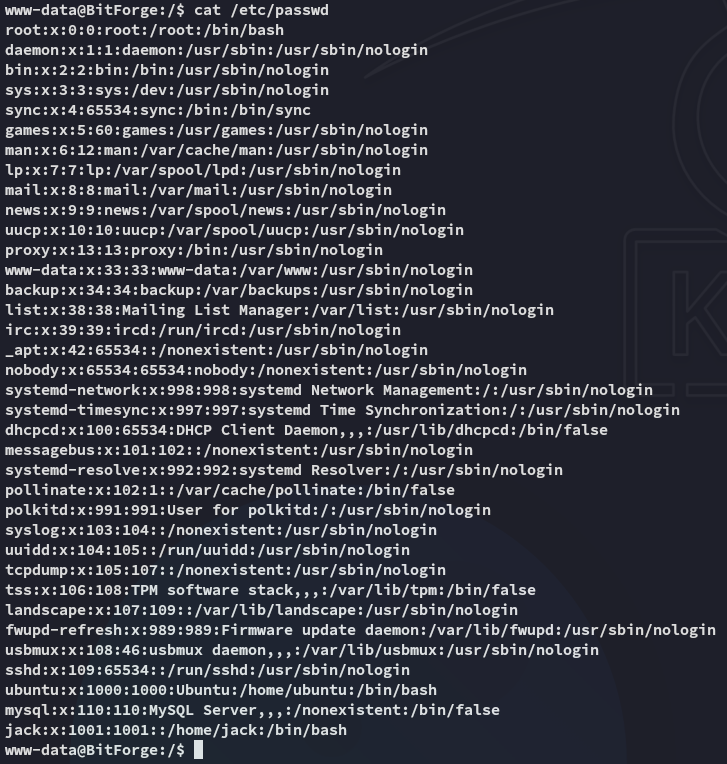 www-data@BitForge:/$ cat /etc/passwd
root:x:0:0:root:/root:/bin/bash
daemon:x:1:1:daemon:/usr/sbin:/usr/sbin/nologin
bin:x:2:2:bin:/bin:/usr/sbin/nologin
sys:x:3:3:sys:/dev:/usr/sbin/nologin
sync:x:4:65534:sync:/bin:/bin/sync
games:x:5:60:games:/usr/games:/usr/sbin/nologin
man:x:6:12:man:/var/cache/man:/usr/sbin/nologin
lp:x:7:7:lp:/var/spool/lpd:/usr/sbin/nologin
mail:x:8:8:mail:/var/mail:/usr/sbin/nologin
news:x:9:9:news:/var/spool/news:/usr/sbin/nologin
uucp:x:10:10:uucp:/var/spool/uucp:/usr/sbin/nologin
proxy:x:13:13:proxy:/bin:/usr/sbin/nologin
www-data:x:33:33:www-data:/var/www:/usr/sbin/nologin
backup:x:34:34:backup:/var/backups:/usr/sbin/nologin
list:x:38:38:Mailing List Manager:/var/list:/usr/sbin/nologin
irc:x:39:39:ircd:/run/ircd:/usr/sbin/nologin
_apt:x:42:65534::/nonexistent:/usr/sbin/nologin
nobody:x:65534:65534:nobody:/nonexistent:/usr/sbin/nologin
systemd-network:x:998:998:systemd Network Management:/:/usr/sbin/nologin
systemd-timesync:x:997:997:systemd Time Synchronization:/:/usr/sbin/nologin
dhcpcd:x:100:65534:DHCP Client Daemon,,,:/usr/lib/dhcpcd:/bin/false
messagebus:x:101:102::/nonexistent:/usr/sbin/nologin
systemd-resolve:x:992:992:systemd Resolver:/:/usr/sbin/nologin
pollinate:x:102:1::/var/cache/pollinate:/bin/false
polkitd:x:991:991:User for polkitd:/:/usr/sbin/nologin
syslog:x:103:104::/nonexistent:/usr/sbin/nologin
uuidd:x:104:105::/run/uuidd:/usr/sbin/nologin
tcpdump:x:105:107::/nonexistent:/usr/sbin/nologin
tss:x:106:108:TPM software stack,,,:/var/lib/tpm:/bin/false
landscape:x:107:109::/var/lib/landscape:/usr/sbin/nologin
fwupd-refresh:x:989:989:Firmware update daemon:/var/lib/fwupd:/usr/sbin/nologin
usbmux:x:108:46:usbmux daemon,,,:/var/lib/usbmux:/usr/sbin/nologin
sshd:x:109:65534::/run/sshd:/usr/sbin/nologin
ubuntu:x:1000:1000:Ubuntu:/home/ubuntu:/bin/bash
mysql:x:110:110:MySQL Server,,,:/nonexistent:/bin/false
jack:x:1001:1001::/home/jack:/bin/bash
www-data@BitForge:/$